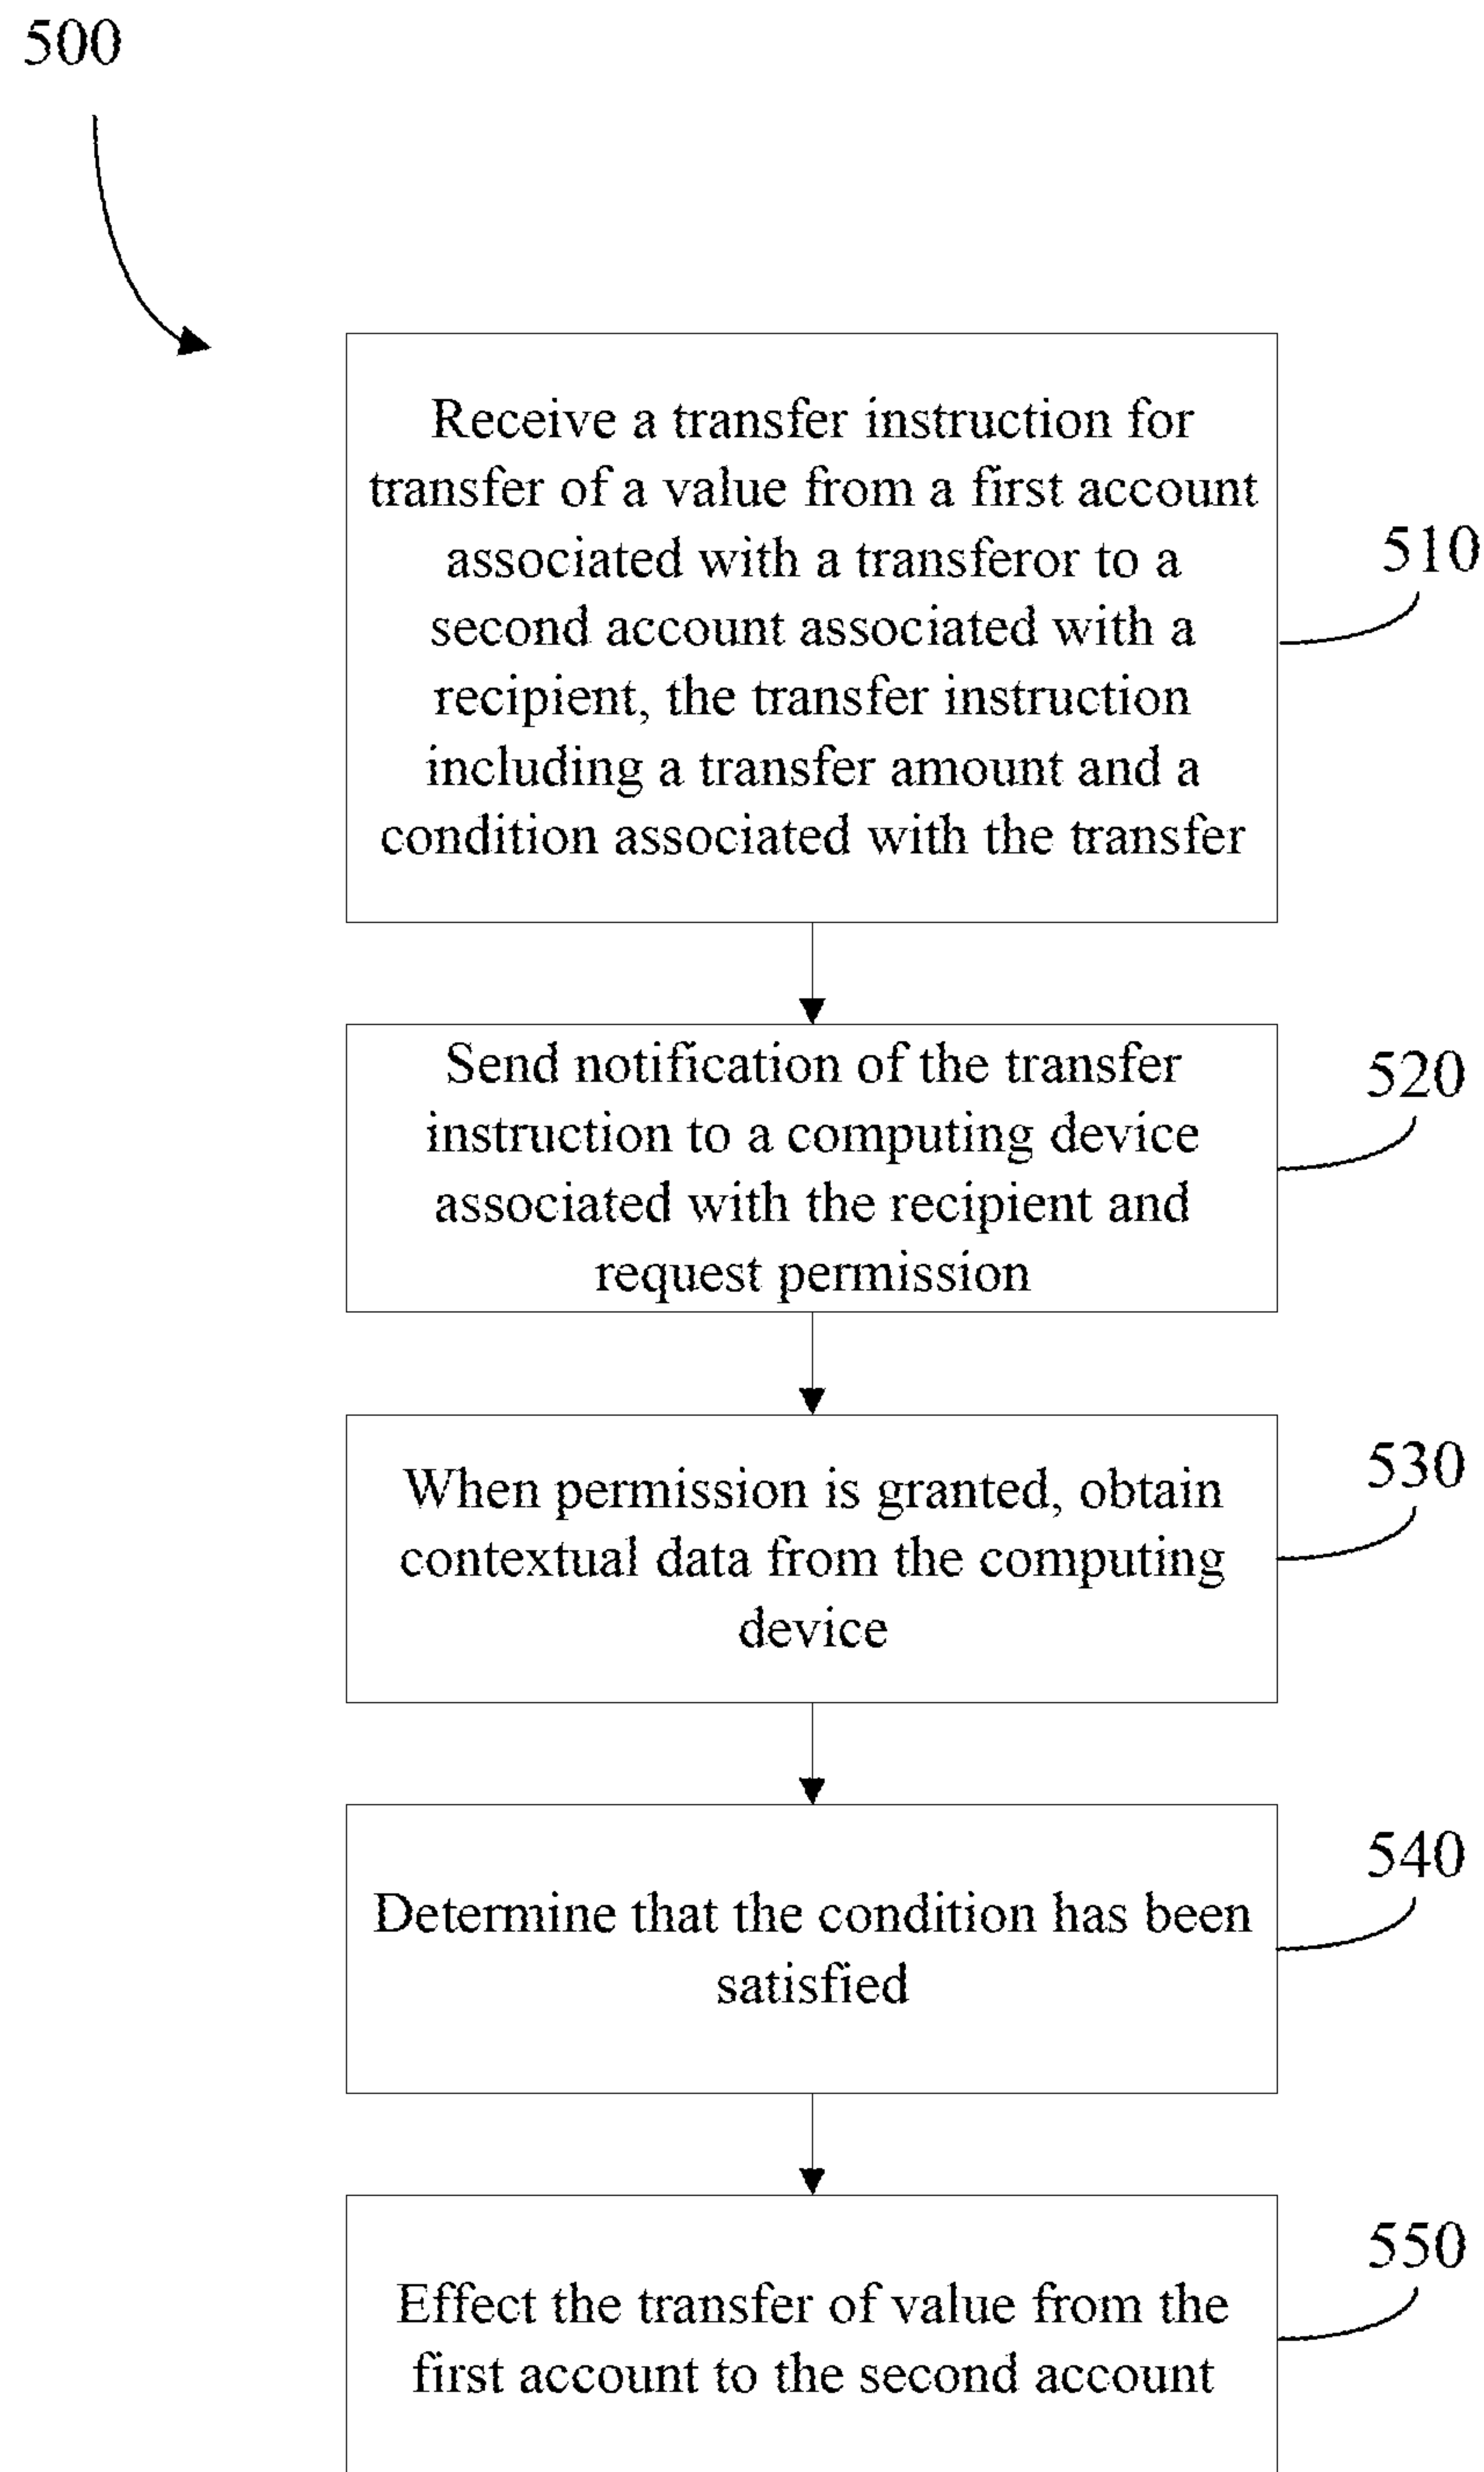 500
Receive a transfer instruction for
transfer of a value from a first account
associated with a transferor to a
second account associated with a
recipient, the transfer instruction
including a transfer amount and a
condition associated with the transfer
510
Send notification of the transfer
instruction to a computing device
associated with the recipient and
request permission
520
When permission is granted, obtain
contextual data from the computing
device
530
Determine that the condition has been
satisfied
540
Effect the transfer of value from the
first account to the second account
550